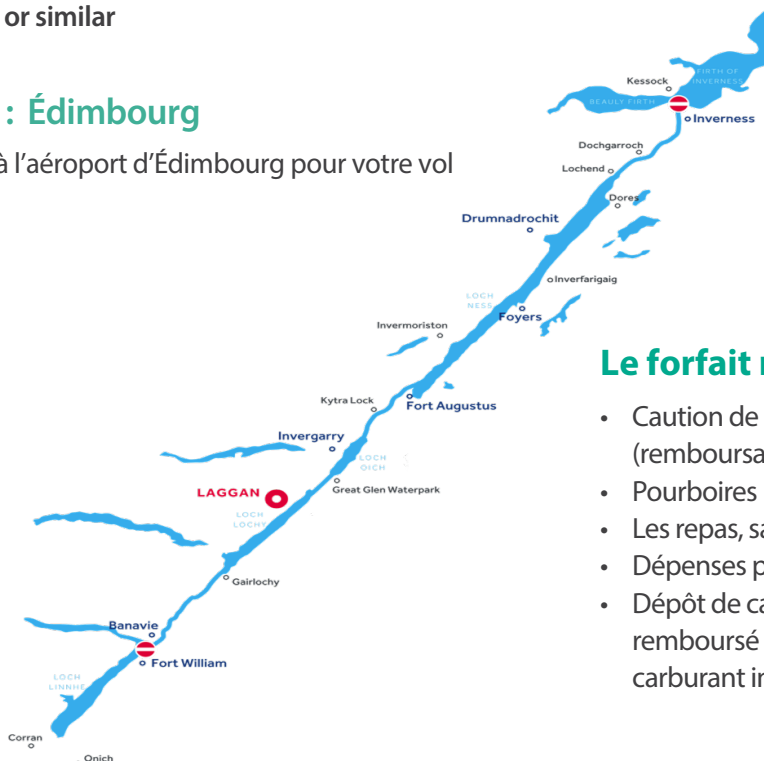 or similar
: Édimbourg
à l'aéroport d'Édimbourg pour votre vol
FIRTH OF
INVERNESS
Kessock
BEAULY FIRTH
Inverness
Dochgarroch
Lochend
Dores
Drumnadrochit
Inverfarigaig
LOCH
NESS
Foyers
Invermoriston
Kytra Lock
Fort Augustus
Invergarry
LOCH
OICH
Great Glen Waterpark
LAGGAN
LOCH
LOCHY
Gairlochy
Banavie
Fort William
LOCH
LINNHE
Corran
Onich
Le forfait
• Caution de
(remboursa
• Pourboires
• Les repas, sa
• Dépenses p
• Dépôt de ca
remboursé
carburant in